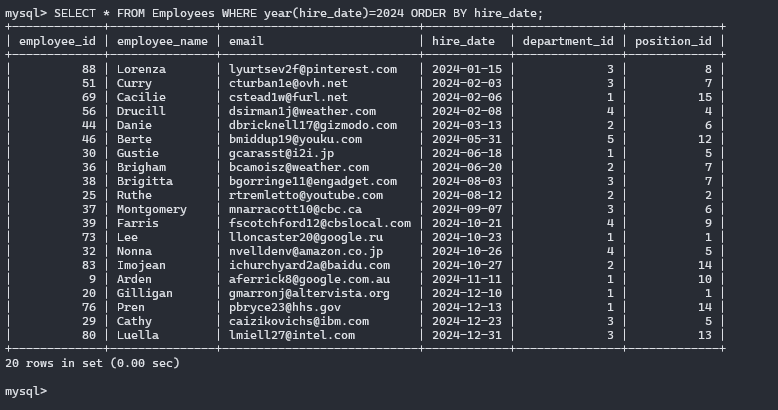 mysql> SELECT * FROM Employees WHERE year(hire_date)=2024 ORDER BY hire_date;
+-------------+---------------+---------------------------+------------+---------------+-------------+
| employee_id | employee_name | email                     | hire_date  | department_id | position_id |
+-------------+---------------+---------------------------+------------+---------------+-------------+
|          88 | Lorenza       | lyurtsev2f@pinterest.com  | 2024-01-15 |             3 |           8 |
|          51 | Curry         | cturban1e@ovh.net         | 2024-02-03 |             3 |           7 |
|          69 | Cacilie       | cstead1w@furl.net         | 2024-02-06 |             1 |          15 |
|          56 | Drucill       | dsirman1j@weather.com     | 2024-02-08 |             4 |           4 |
|          44 | Danie         | dbricknell17@gizmodo.com  | 2024-03-13 |             2 |           6 |
|          46 | Berte         | bmiddup19@youku.com       | 2024-05-31 |             5 |          12 |
|          30 | Gustie        | gcarasst@i2i.jp           | 2024-06-18 |             1 |           5 |
|          36 | Brigham       | bcamoisz@weather.com      | 2024-06-20 |             2 |           7 |
|          38 | Brigitta      | bgorringe11@engadget.com  | 2024-08-03 |             3 |           7 |
|          25 | Ruthe         | rtremletto@youtube.com    | 2024-08-12 |             2 |           2 |
|          37 | Montgomery    | mnarracott10@cbc.ca       | 2024-09-07 |             3 |           6 |
|          39 | Farris        | fscotchford12@cbslocal.com | 2024-10-21 |             4 |           9 |
|          73 | Lee           | lloncaster20@google.ru    | 2024-10-23 |             1 |           1 |
|          32 | Nonna         | nvelldenv@amazon.co.jp    | 2024-10-26 |             4 |           5 |
|          83 | Imojean       | ichurchyard2a@baidu.com   | 2024-10-27 |             2 |          14 |
|           9 | Arden         | aferrick8@google.com.au   | 2024-11-11 |             1 |          10 |
|          20 | Gilligan      | gmarronj@altervista.org   | 2024-12-10 |             1 |           1 |
|          76 | Pren          | pbryce23@hhs.gov          | 2024-12-13 |             1 |          14 |
|          29 | Cathy         | caizikovichs@ibm.com      | 2024-12-23 |             3 |           5 |
|          80 | Luella        | lmiell27@intel.com        | 2024-12-31 |             3 |          13 |
+-------------+---------------+---------------------------+------------+---------------+-------------+
20 rows in set (0.00 sec)
mysql>